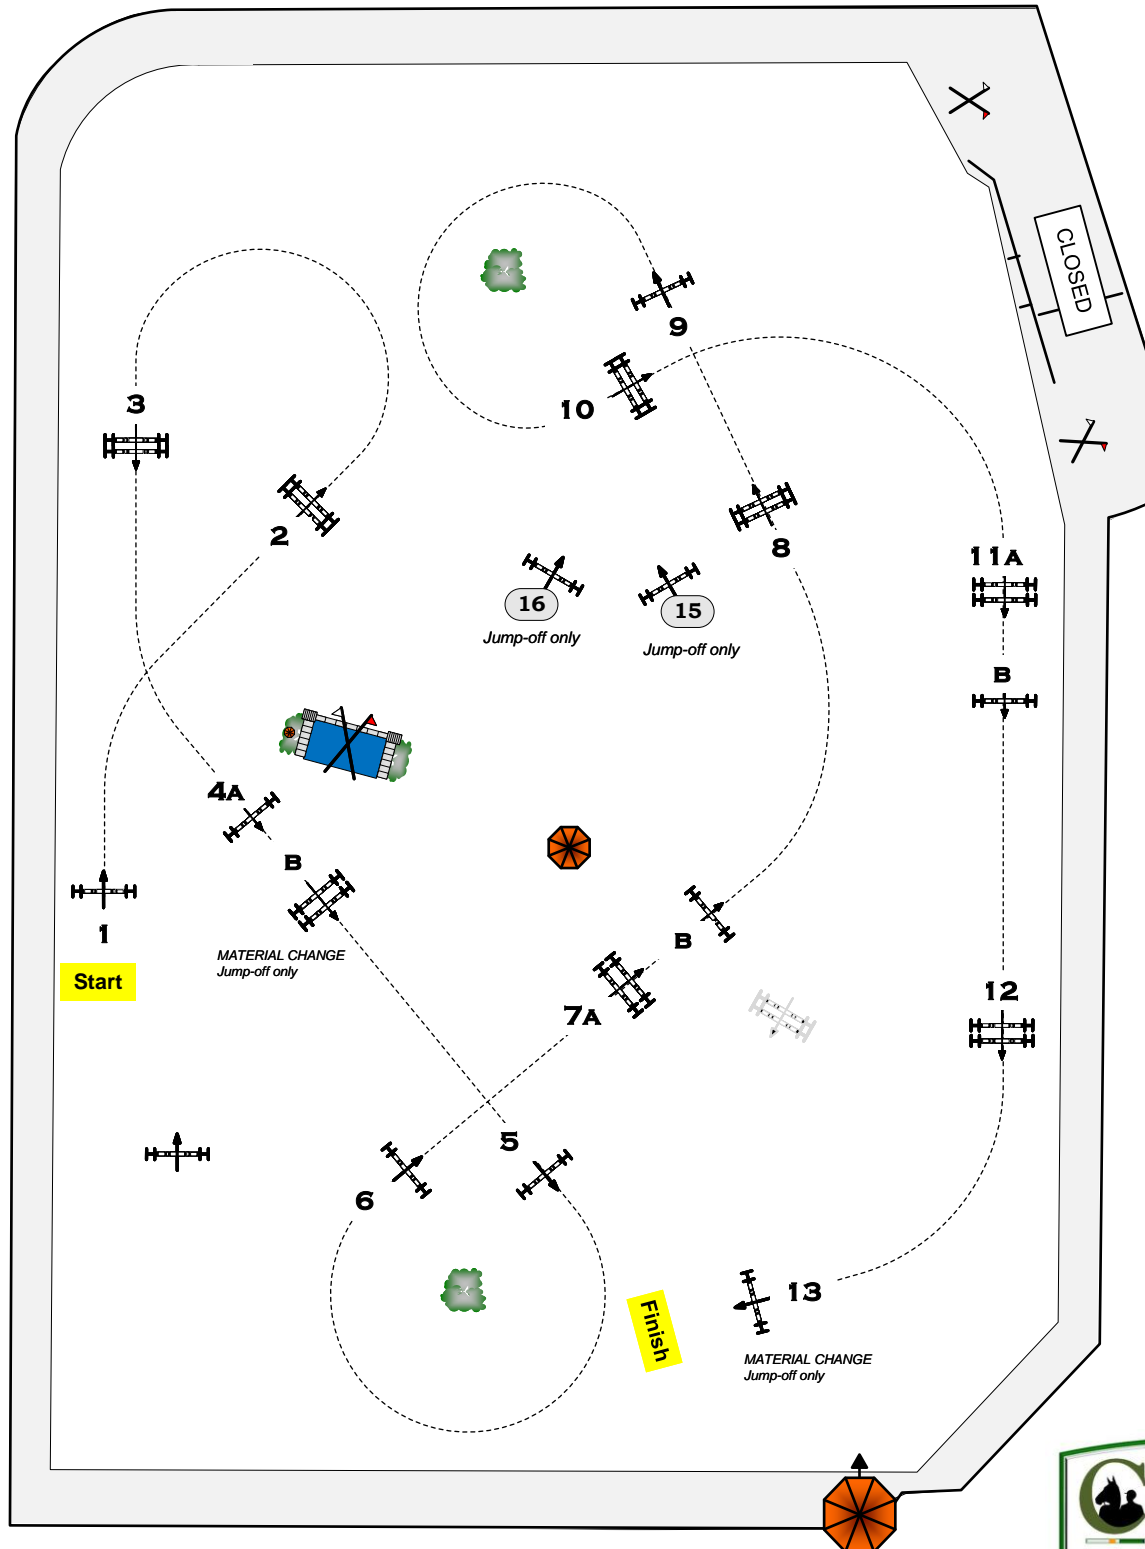 CLOSED
9
3
10
2
8
11A
16
15
Jump-off only
Jump-off only
B
4A
B
1
B
MATERIAL CHANGE
Jump-off only
Start
12
7A
5
6
13
Finish
MATERIAL CHANGE
Jump-off only
C